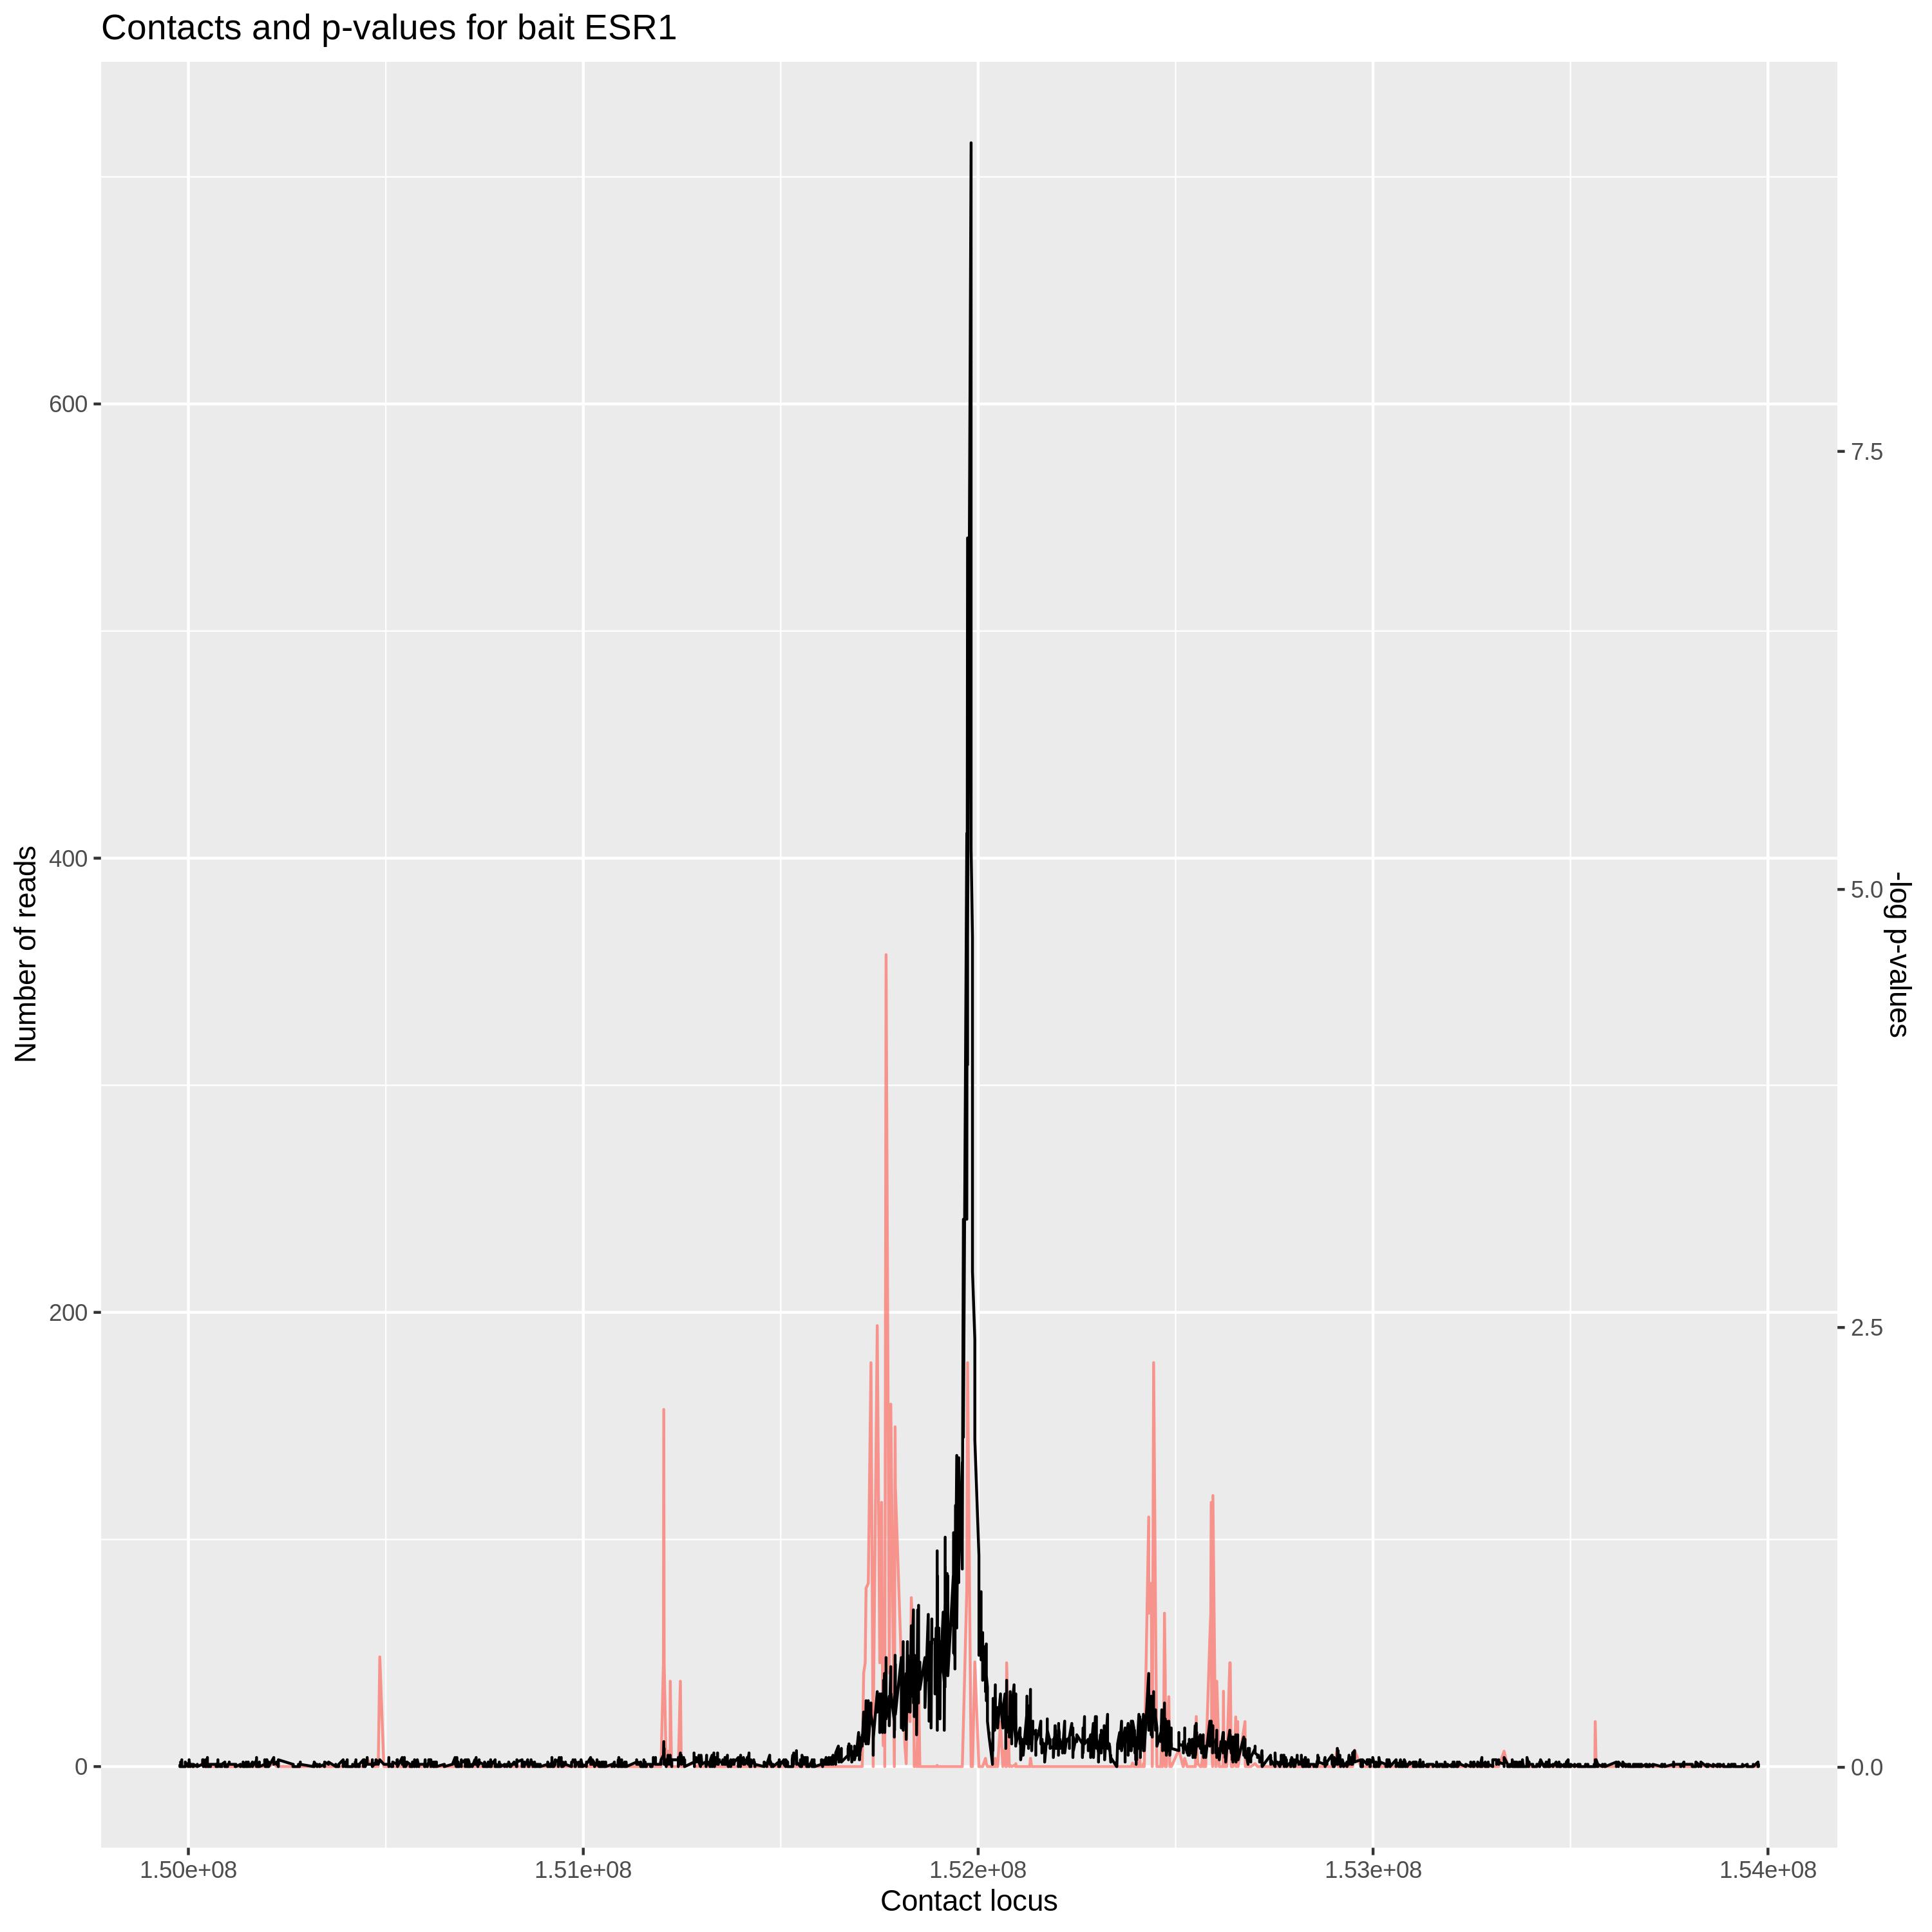 Contacts and p-values for bait ESR1
600
400
200
0
Number of reads
7.5
5.0
2.5
0.0
-log p-values
1.50e+08
1.51e+08
1.52e+08
1.53e+08
1.54e+08
Contact locus